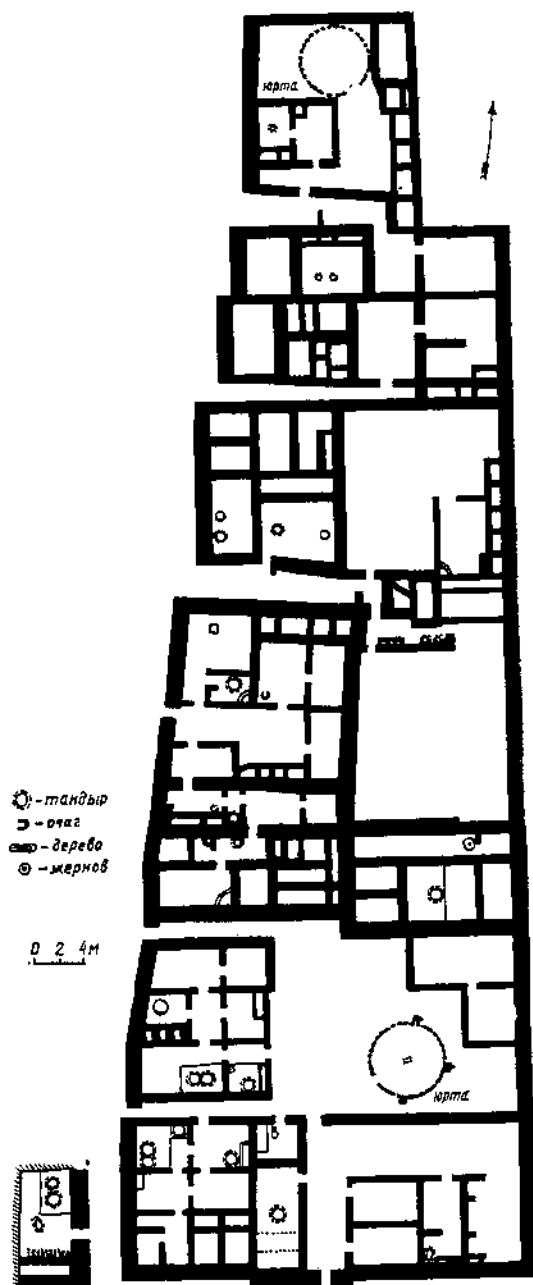 юрта
- тандыр
- очаг
- дерево
- жернов
0 2 4м
юрта